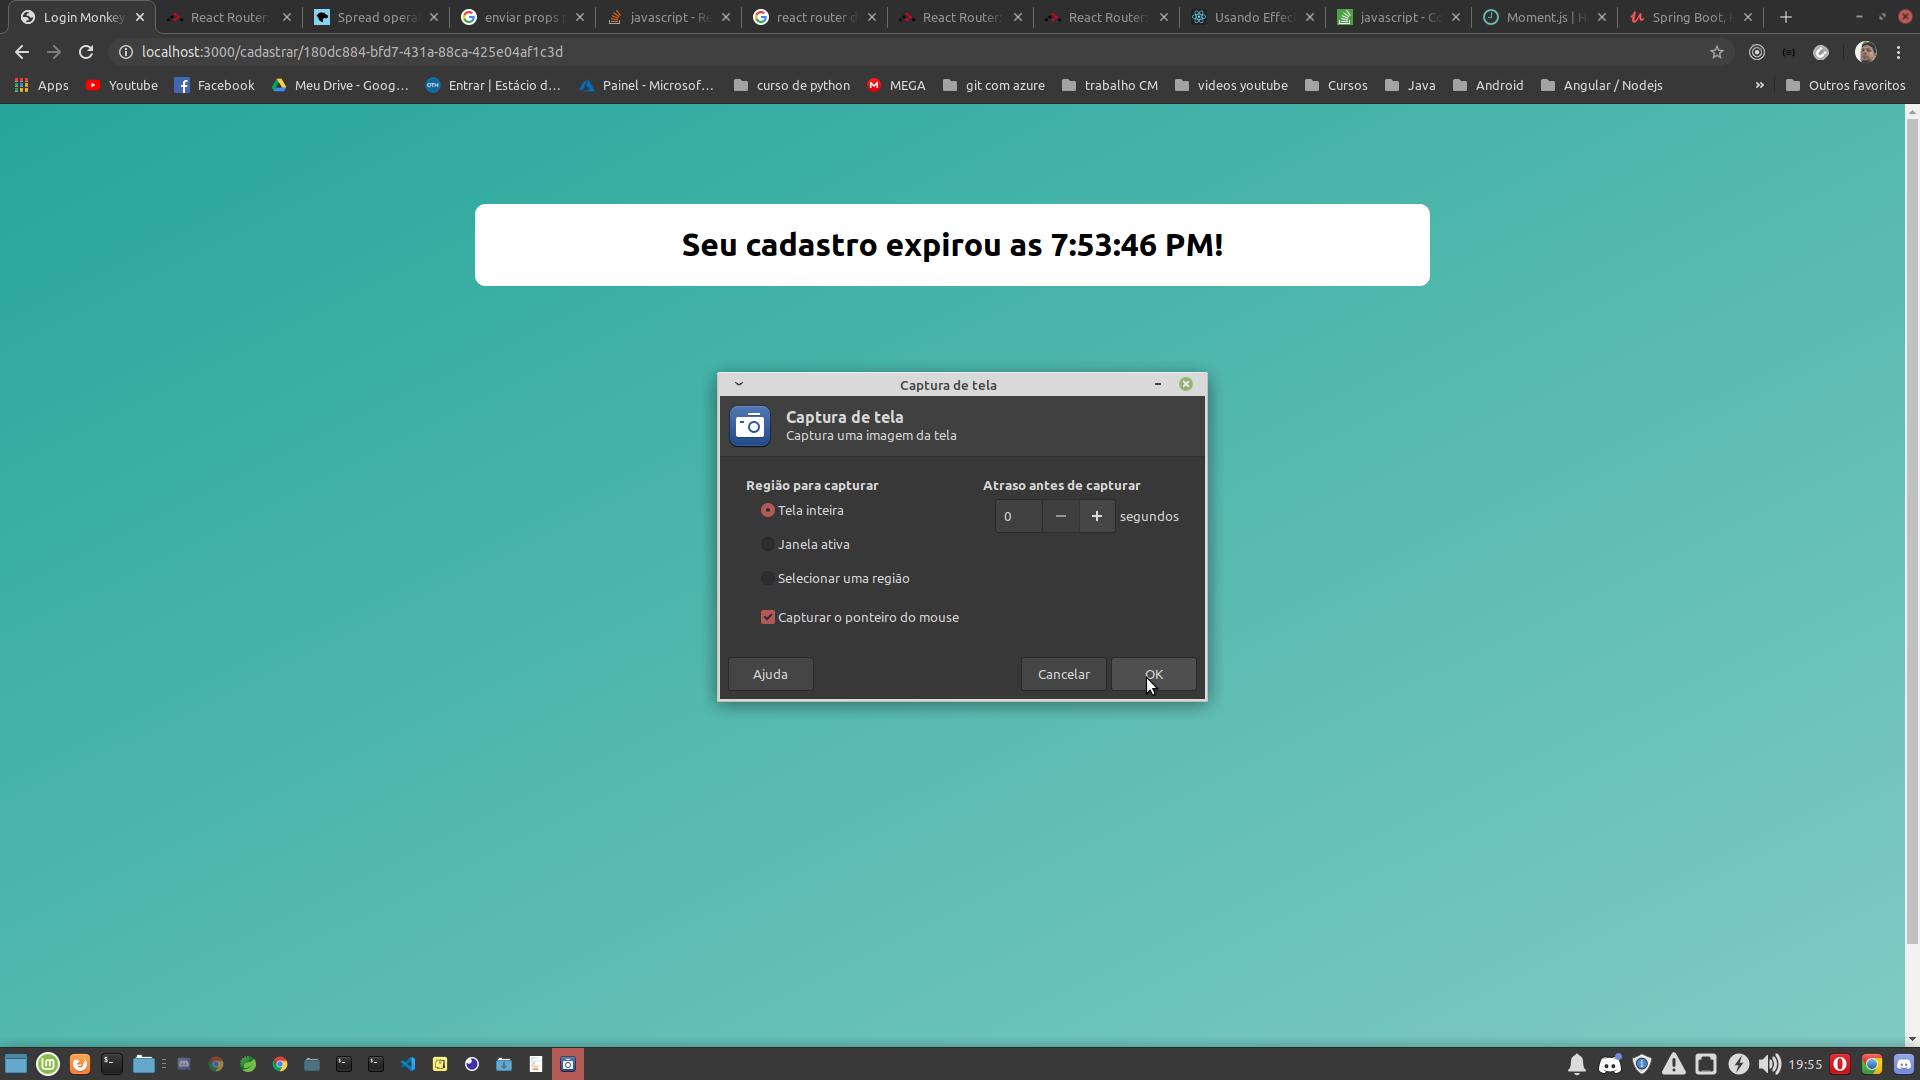 Login Monkey
React Router:
Spread opera
enviar props p
javascript - Re
react router d
React Router:
React Router:
Usando Effec
javascript - Co
Moment.js | H
Spring Boot, H
localhost:3000/cadastrar/180dc884-bfd7-431a-88ca-425e04af1c3d
Apps
Youtube
Facebook
Meu Drive - Goog...
Entrar | Estácio d...
Painel - Microsof...
curso de python
MEGA
git com azure
trabalho CM
videos youtube
Cursos
Java
Android
Angular / Nodejs
»
Outros favoritos
Seu cadastro expirou as 7:53:46 PM!
Captura de tela
Captura de tela
Captura uma imagem da tela
Região para capturar
Atraso antes de capturar
Tela inteira
0
segundos
Janela ativa
Selecionar uma região
Capturar o ponteiro do mouse
Ajuda
Cancelar
OK
19:55